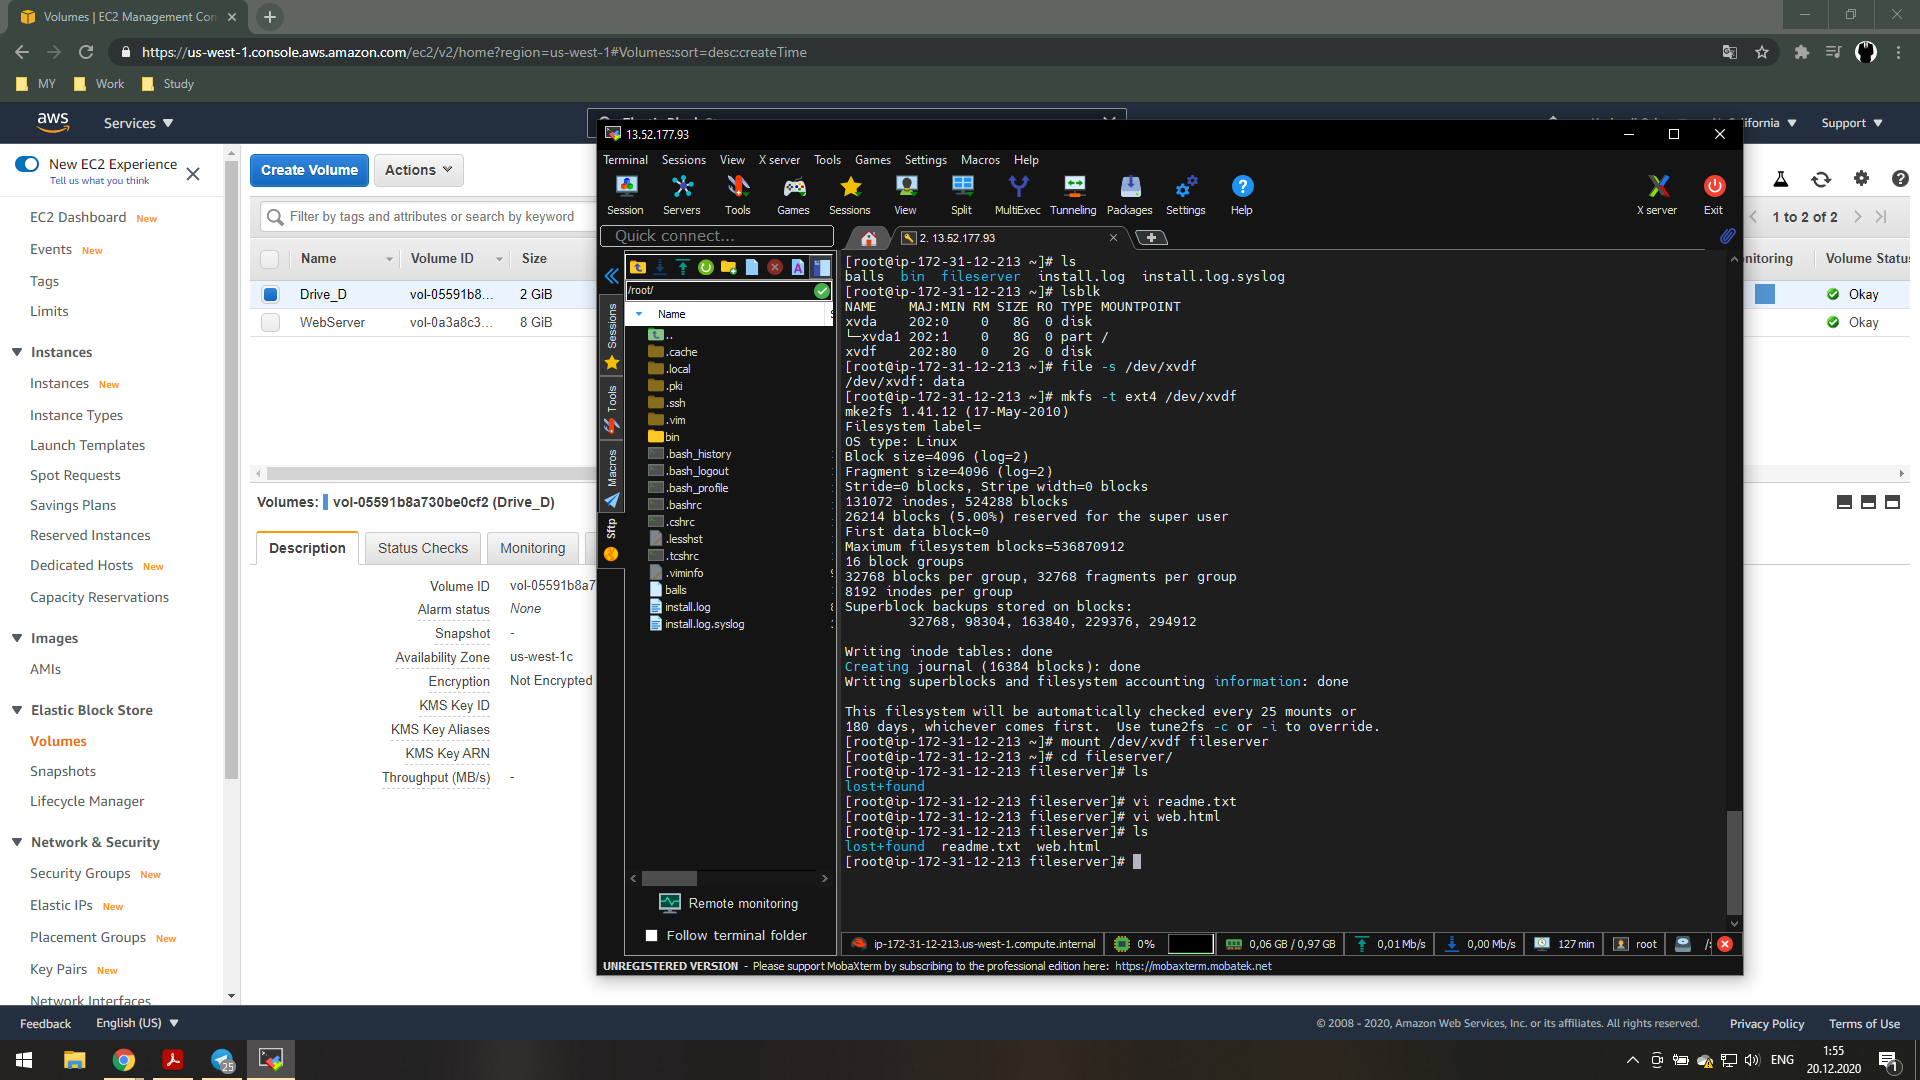 Volumes | EC2 Management Con
https://us-west-1.console.aws.amazon.com/ec2/v2/home?region=us-west-1#Volumes:sort=desc:createTime
MY
Work
Study
aws
Services
Support
New EC2 Experience
Tell us what you think
EC2 Dashboard New
Events New
Tags
Limits
Instances
Instances New
Instance Types
Launch Templates
Spot Requests
Savings Plans
Reserved Instances
Dedicated Hosts New
Capacity Reservations
Images
AMIs
Elastic Block Store
Volumes
Snapshots
Lifecycle Manager
Network & Security
Security Groups New
Elastic IPs New
Placement Groups New
Key Pairs New
Network Interfaces
Create Volume
Actions
Filter by tags and attributes or search by keyword
1 to 2 of 2
Name
Volume ID
Size
Volume Status
Drive_D
vol-05591b8...
2 GiB
Okay
WebServer
vol-0a3a8c3...
8 GiB
Okay
Volumes: vol-05591b8a730be0cf2 (Drive_D)
Description
Status Checks
Monitoring
Volume ID vol-05591b8a7
Alarm status None
Snapshot -
Availability Zone us-west-1c
Encryption Not Encrypted
KMS Key ID
KMS Key Aliases
KMS Key ARN
Throughput (MB/s) -
13.52.177.93
Terminal Sessions View X server Tools Games Settings Macros Help
Session Servers Tools Games Sessions View Split MultiExec Tunneling Packages Settings Help X server Exit
Quick connect...
2. 13.52.177.93
Sessions
Tools
Macros
Sftp
/root/
Name
..
.cache
.local
.pki
.ssh
.vim
bin
.bash_history
.bash_logout
.bash_profile
.bashrc
.cshrc
.lesshst
.tcshrc
.viminfo
balls
install.log
install.log.syslog
Remote monitoring
Follow terminal folder
[root@ip-172-31-12-213 ~]# ls
balls bin fileserver install.log install.log.syslog
[root@ip-172-31-12-213 ~]# lsblk
NAME MAJ:MIN RM SIZE RO TYPE MOUNTPOINT
xvda 202:0 0 8G 0 disk
└─xvda1 202:1 0 8G 0 part /
xvdf 202:80 0 2G 0 disk
[root@ip-172-31-12-213 ~]# file -s /dev/xvdf
/dev/xvdf: data
[root@ip-172-31-12-213 ~]# mkfs -t ext4 /dev/xvdf
mke2fs 1.41.12 (17-May-2010)
Filesystem label=
OS type: Linux
Block size=4096 (log=2)
Fragment size=4096 (log=2)
Stride=0 blocks, Stripe width=0 blocks
131072 inodes, 524288 blocks
26214 blocks (5.00%) reserved for the super user
First data block=0
Maximum filesystem blocks=536870912
16 block groups
32768 blocks per group, 32768 fragments per group
8192 inodes per group
Superblock backups stored on blocks:
32768, 98304, 163840, 229376, 294912
Writing inode tables: done
Creating journal (16384 blocks): done
Writing superblocks and filesystem accounting information: done
This filesystem will be automatically checked every 25 mounts or
180 days, whichever comes first. Use tune2fs -c or -i to override.
[root@ip-172-31-12-213 ~]# mount /dev/xvdf fileserver
[root@ip-172-31-12-213 ~]# cd fileserver/
[root@ip-172-31-12-213 fileserver]# ls
lost+found
[root@ip-172-31-12-213 fileserver]# vi readme.txt
[root@ip-172-31-12-213 fileserver]# vi web.html
[root@ip-172-31-12-213 fileserver]# ls
lost+found readme.txt web.html
[root@ip-172-31-12-213 fileserver]#
ip-172-31-12-213.us-west-1.compute.internal 0% 0,06 GB / 0,97 GB 0,01 Mb/s 0,00 Mb/s 127 min root /:
UNREGISTERED VERSION - Please support MobaXterm by subscribing to the professional edition here: https://mobaxterm.mobatek.net
Feedback
English (US)
© 2008 - 2020, Amazon Web Services, Inc. or its affiliates. All rights reserved.
Privacy Policy
Terms of Use
25
ENG
1:55
20.12.2020
1